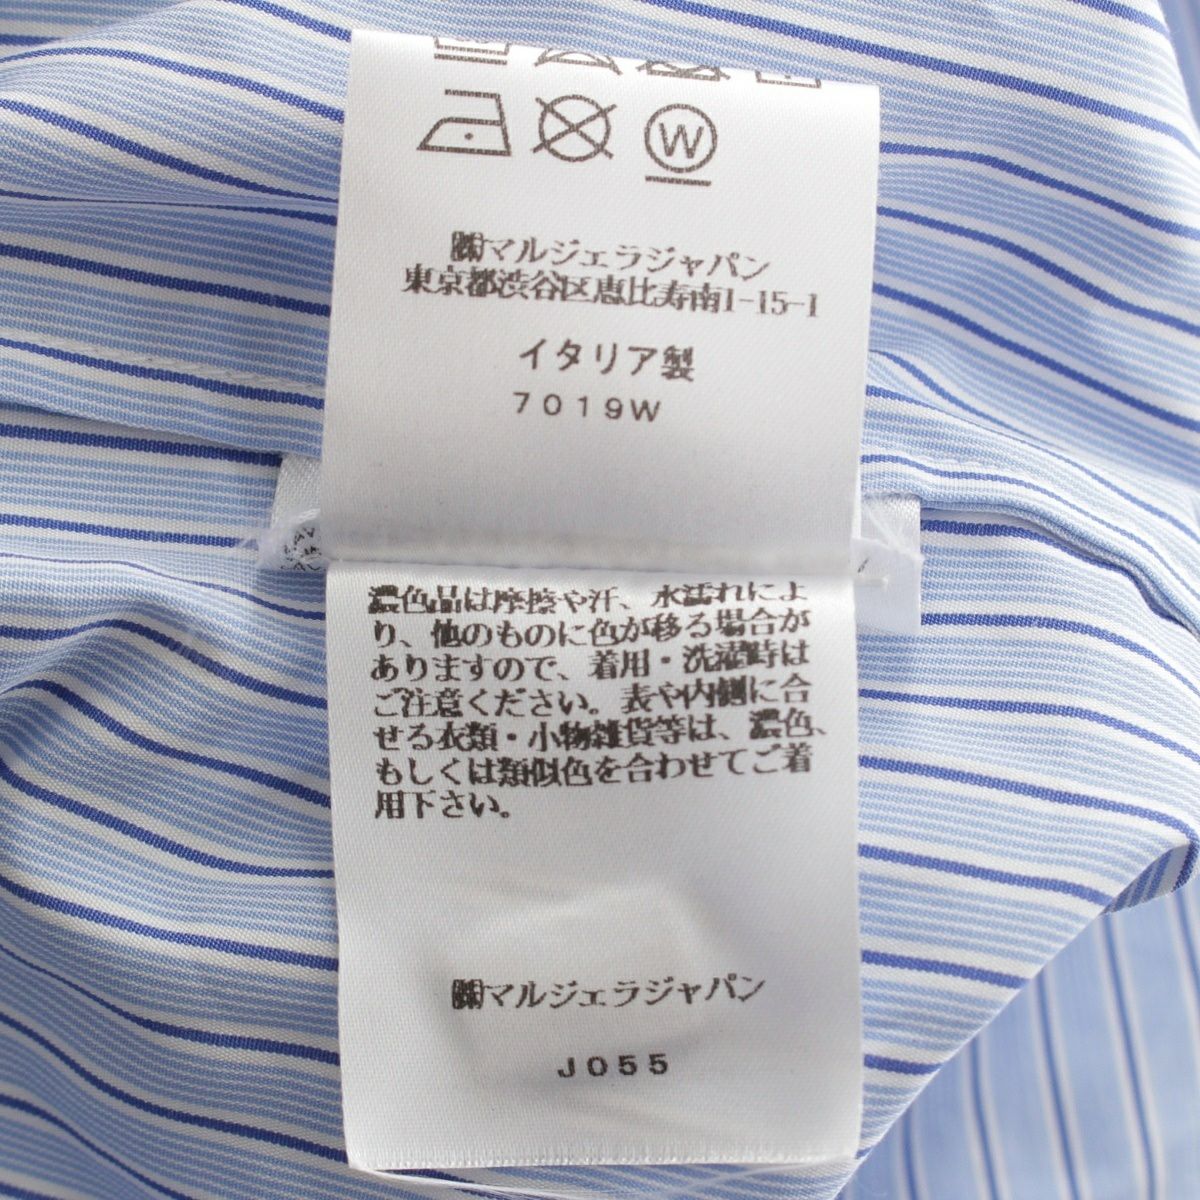 W
㈱マルジェラジャパン
東京都渋谷区恵比寿南1-15-1
イタリア製
7019W
濃色品は摩擦や汗、水濡れによ
り、他のものに色が移る場合が
ありますので、着用・洗濯時は
ご注意ください。表や内側に合
せる衣類・小物雑貨等は、濃色、
もしくは類似色を合わせてご着
用下さい。
㈱マルジェラジャパン
J055